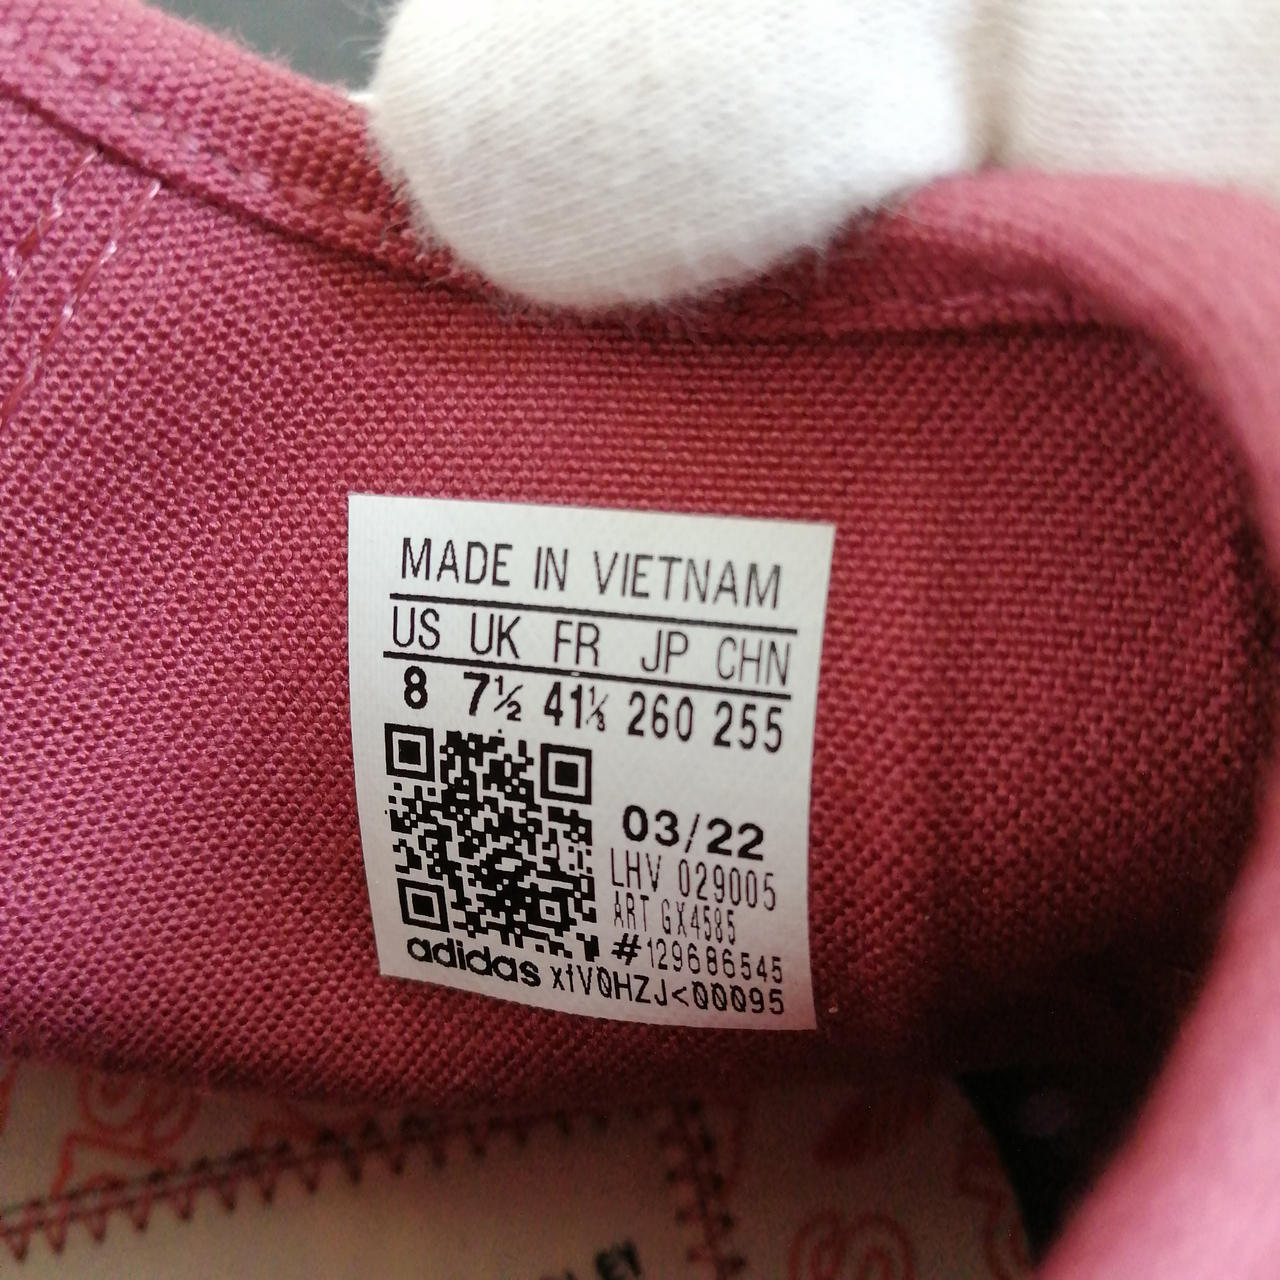 MADE IN VIETNAM
US UK FR JP CHN
8 7½ 41⅓ 260 255
03/22
LHV 029005
ART GX4585
#129686545
adidas xiVQHZJ<00095